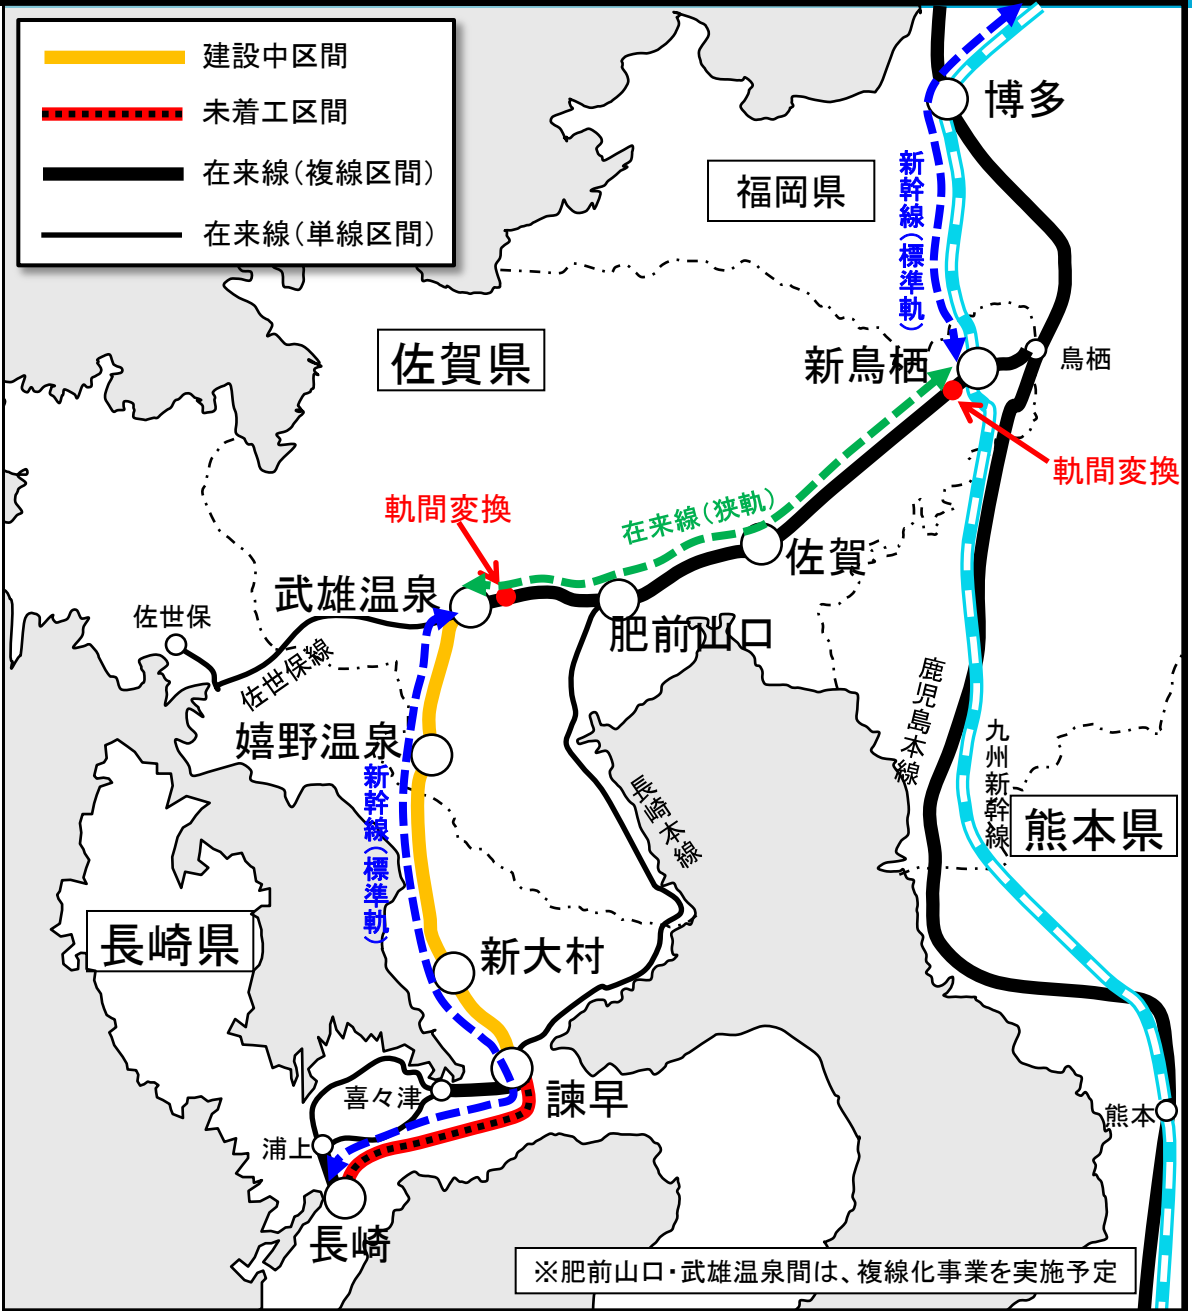 建設中区間
未着工区間
在来線(複線区間)
在来線(単線区間)
博多
福岡県
新幹線(標準軌)
佐賀県
新鳥栖
鳥栖
軌間変換
軌間変換
在来線(狭軌)
佐賀
武雄温泉
佐世保
肥前山口
佐世保線
鹿児島本線
嬉野温泉
九州新幹線
新幹線(標準軌)
長崎本線
熊本県
長崎県
新大村
喜々津
諫早
熊本
浦上
長崎
※肥前山口・武雄温泉間は、複線化事業を実施予定